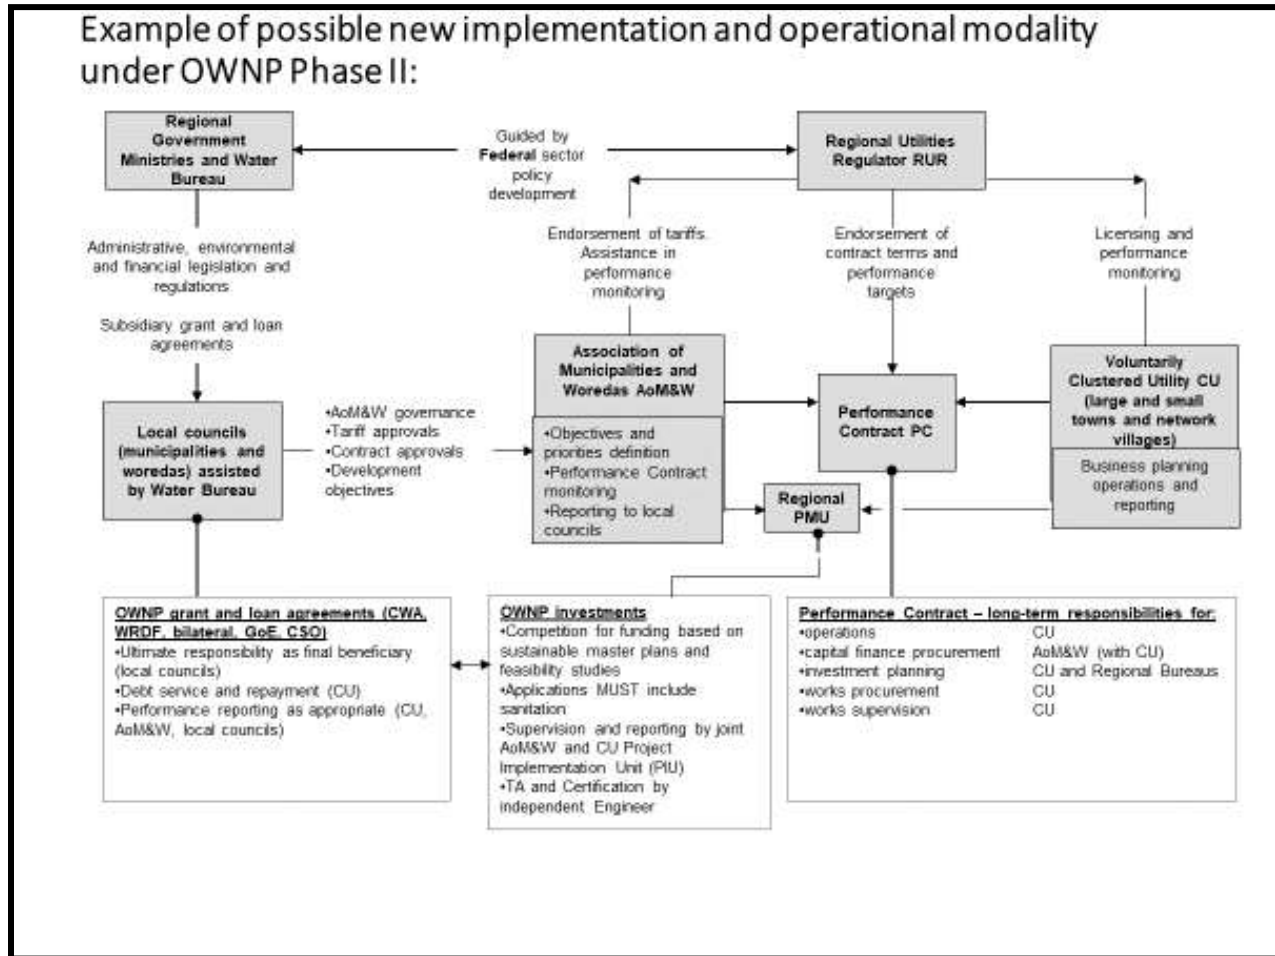 Example of possible new implementation and operational modality
under OWNP Phase II:
Regional
Government
Ministries and Water
Bureau
Guided by
Federal sector
policy
development
Regional Utilities
Regulator RUR
Administrative, environmental
and financial legislation and
regulations
Subsidiary grant and loan
agreements
Endorsement of tariffs.
Assistance in
performance
monitoring
Endorsement of
contract terms and
performance
targets
Licensing and
performance
monitoring
Local councils
(municipalities and
woredas) assisted
by Water Bureau
•AoM&W governance
•Tariff approvals
•Contract approvals
•Development
objectives
Association of
Municipalities and
Woredas AoM&W
•Objectives and
priorities definition
•Performance Contract
monitoring
•Reporting to local
councils
Performance
Contract PC
Regional
PMU
Voluntarily
Clustered Utility CU
(large and small
towns and network
villages)
Business planning
operations and
reporting
OWNP grant and loan agreements (CWA,
WRDF, bilateral, GoE, CSO)
•Ultimate responsibility as final beneficiary
(local councils)
•Debt service and repayment (CU)
•Performance reporting as appropriate (CU,
AoM&W, local councils)
OWNP investments
•Competition for funding based on
sustainable master plans and
feasibility studies
•Applications MUST include
sanitation
•Supervision and reporting by joint
AoM&W and CU Project
Implementation Unit (PIU)
•TA and Certification by
independent Engineer
Performance Contract – long-term responsibilities for:
•operations CU
•capital finance procurement AoM&W (with CU)
•investment planning CU and Regional Bureaus
•works procurement CU
•works supervision CU